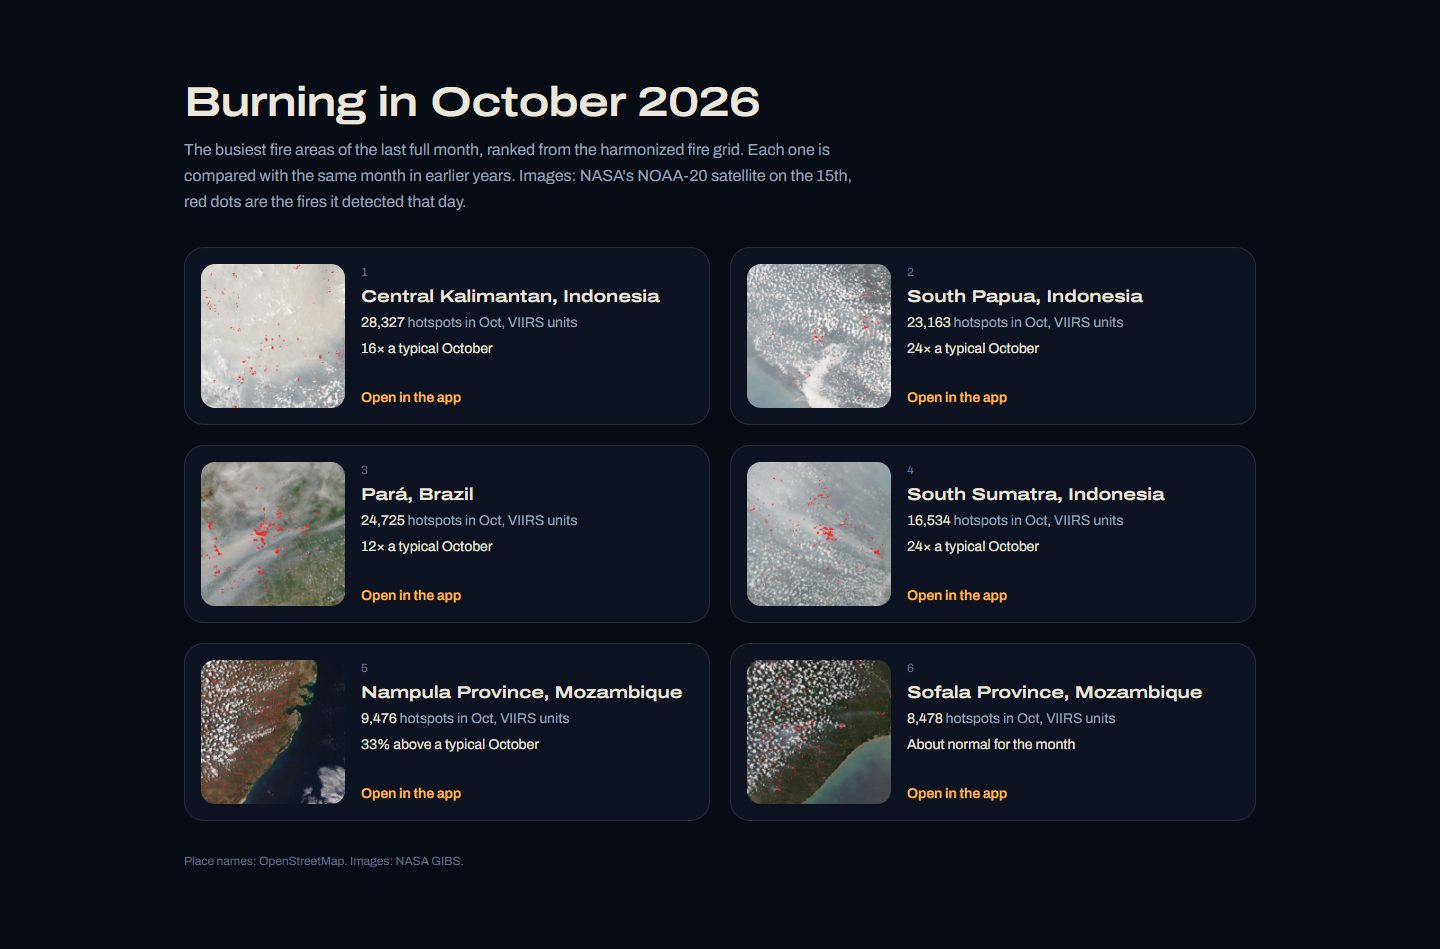 Burning in October 2026
The busiest fire areas of the last full month, ranked from the harmonized fire grid. Each one is
compared with the same month in earlier years. Images: NASA's NOAA-20 satellite on the 15th,
red dots are the fires it detected that day.
1
Central Kalimantan, Indonesia
28,327 hotspots in Oct, VIIRS units
16× a typical October
Open in the app
2
South Papua, Indonesia
23,163 hotspots in Oct, VIIRS units
24× a typical October
Open in the app
3
Pará, Brazil
24,725 hotspots in Oct, VIIRS units
12× a typical October
Open in the app
4
South Sumatra, Indonesia
16,534 hotspots in Oct, VIIRS units
24× a typical October
Open in the app
5
Nampula Province, Mozambique
9,476 hotspots in Oct, VIIRS units
33% above a typical October
Open in the app
6
Sofala Province, Mozambique
8,478 hotspots in Oct, VIIRS units
About normal for the month
Open in the app
Place names: OpenStreetMap. Images: NASA GIBS.